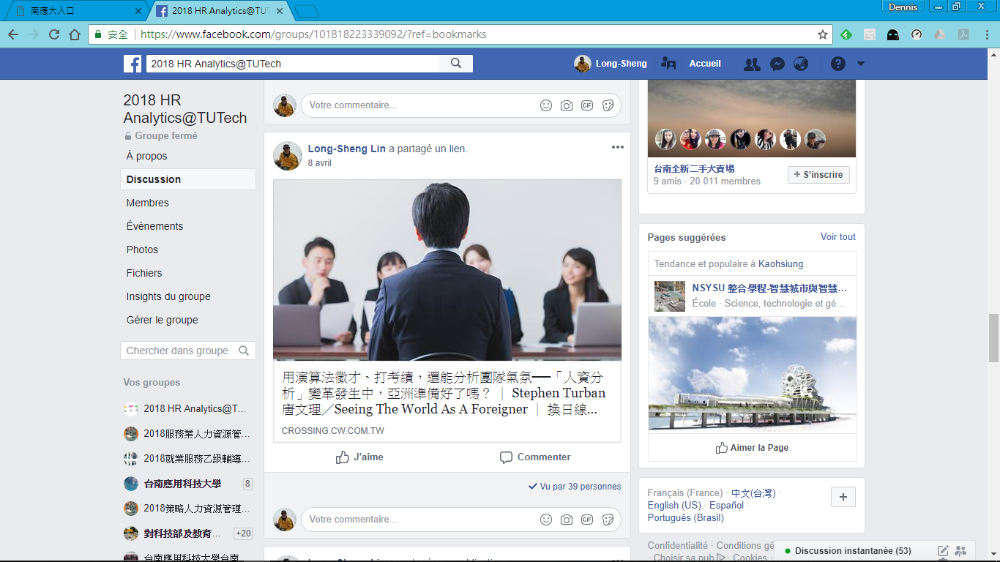 南應大入口
2018 HR Analytics@TUT
Dennis
安全
https://www.facebook.com/groups/101818223339092/?ref=bookmarks
2018 HR Analytics@TUTech
Long-Sheng
Accueil
2018 HR
Analytics@TUTech
Groupe fermé
À propos
Discussion
Membres
Évènements
Photos
Fichiers
Insights du groupe
Gérer le groupe
Chercher dans groupe
Vos groupes
2018 HR Analytics@T...
2018服務業人力資源管...
2018就業服務乙級輔導...
台南應用科技大學 8
2018策略人力資源管理...
對科技部及教育... +20
台南應用科技大學台南...
Votre commentaire...
GIF
Long-Sheng Lin a partagé un lien.
8 avril
用演算法徵才、打考績，還能分析團隊氣氛──「人資分
析」變革發生中，亞洲準備好了嗎？｜Stephen Turban
唐文理／Seeing The World As A Foreigner｜換日線...
CROSSING.CW.COM.TW
J’aime
Commenter
Vu par 39 personnes
Votre commentaire...
GIF
台南全新二手大賣場
9 amis · 20 011 membres
+ S’inscrire
Pages suggérées
Voir tout
Tendance et populaire à Kaohsiung
NSYSU 整合學程-智慧城市與智慧...
École · Science, technologie et gé...
Aimer la Page
Français (France) · 中文(台灣) ·
English (US) · Español ·
Português (Brasil)
+
Confidentialité · Conditions gé
· Choisir sa pub · Cookies ·
Discussion instantanée (53)